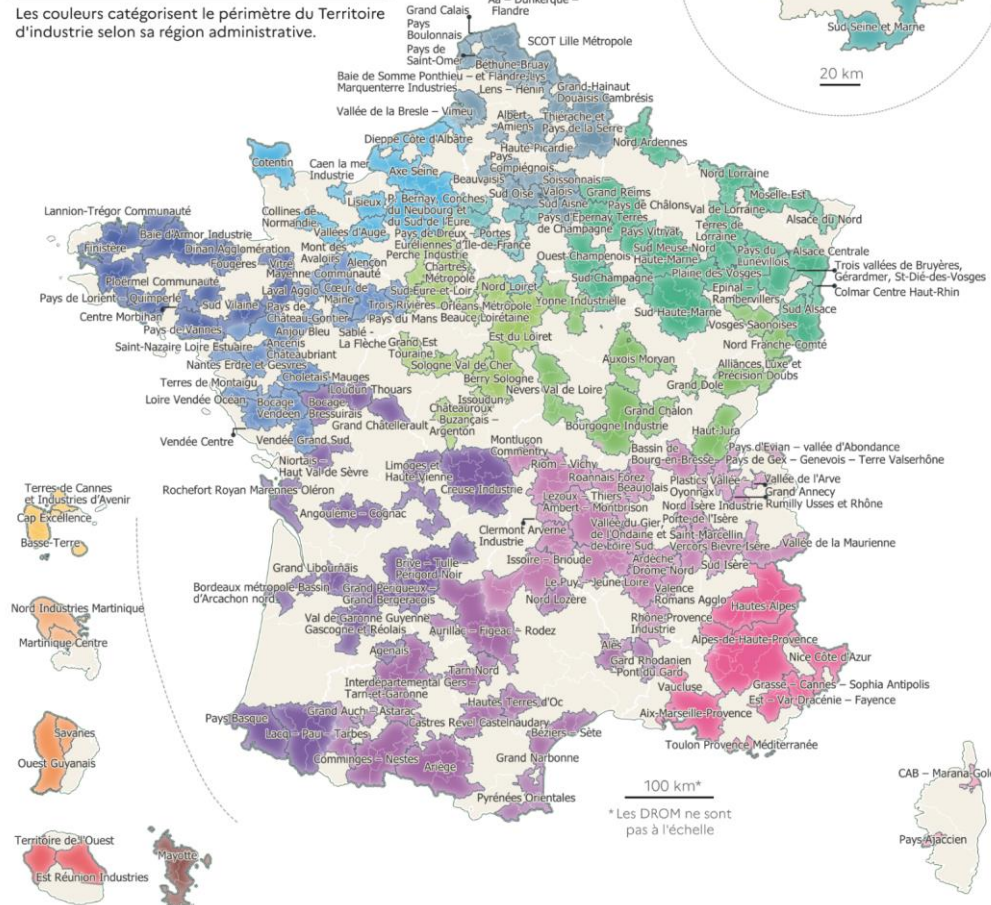 Les couleurs catégorisent le périmètre du Territoire
d'industrie selon sa région administrative.
Grand Calais
Aa – Dunkerque –
Flandre
Pays
Boulonnais
Pays de
Saint-Omer
SCOT Lille Métropole
Béthune-Bruay
Baie de Somme Ponthieu – et Flandre-Lys
Marquenterre Industries
Lens – Hénin
Grand-Hainaut
Douaisis Cambrésis
Vallée de la Bresle – Vimeu
Albert-
Amiens
Thiérache et
Pays de la Serre
Dieppe Côte d'Albâtre
Haute Picardie
Nord Ardennes
Sud Seine et Marne
20 km
Cotentin
Caen la mer
Industrie
Axe Seine
Pays
Compiégnois
Beauvaisis
Sud Oise
Soissonnais
Valois
Sud Aisne
Nord Lorraine
Moselle-Est
Lisieux
P. Bernay, Conches,
du Neubourg et
du Sud de l'Eure
Grand Reims
Pays de Châlons
Val de Lorraine
Alsace du Nord
Lannion-Trégor Communauté
Collines de
Normandie
Vallées d'Auge
Pays d'Epernay Terres
de Champagne
Pays Vitryat
Terres de
Lorraine
Finistère
Baie d'Armor Industrie
Dinan Agglomération
Fougères – Vitré
Mont des
Avaloirs
Alençon
Pays de Dreux – Portes
Euréliennes d'Île-de-France
Perche Industrie
Ouest Champenois
Sud Meuse-Nord
Haute-Marne
Pays du
Lunévillois
Alsace Centrale
Mayenne Communauté
Chartres
Métropole
Sud Champagne
Plaine des Vosges
Trois vallées de Bruyères,
Gérardmer, St-Dié-des-Vosges
Ploermel Communauté
Laval Agglo
Cœur de
Maine
Sud-Eure-et-Loir
Nord Loiret
Epinal –
Rambervillers
Colmar Centre Haut-Rhin
Pays de Lorient
Quimperlé
Sud Vilaine
Pays de
Château-Gontier
Trois Rivières
Orléans Métropole
Yonne Industrielle
Sud Alsace
Centre Morbihan
Pays du Mans
Beauce Loirétaine
Sud-Haute-Marne
Vosges Saonoises
Pays de Vannes
Anjou Bleu
Sablé -
La Flèche
Est du Loiret
Nord Franche-Comté
Saint-Nazaire Loire Estuaire
Ancenis
Châteaubriant
Grand Est
Touraine
Auxois Morvan
Alliances Luxe et
Précision Doubs
Nantes Erdre et Gesvres
Sologne Val de Cher
Terres de Montaigu
Choletais-Mauges
Berry Sologne
Nevers Val de Loire
Grand Dole
Loudun Thouars
Issoudun
Loire Vendée Océan
Bocage
Vendéen
Bocage
Bressuirais
Châteauroux
Buzançais –
Argenton
Grand Chalon
Grand Châtellerault
Bourgogne Industrie
Haut-Jura
Vendée Centre
Vendée Grand Sud
Montluçon
Commentry
Bassin de
Bourg-en-Bresse
Pays d'Evian – vallée d'Abondance
Pays de Gex – Genevois – Terre Valserhône
Niortais –
Haut Val de Sèvre
Limoges et
Haute-Vienne
Creuse Industrie
Riom – Vichy
Roannais Forez
Beaujolais
Plastics Vallée
Oyonnax
Vallée de l'Arve
Grand Annecy
Rumilly Usses et Rhône
Rochefort Royan Marennes Oléron
Lezoux – Thiers –
Ambert – Montbrison
Nord Isère Industrie
Angoulême – Cognac
Clermont Arverne
Industrie
Vallée du Gier,
de l'Ondaine et
de Loire Sud
Porte de l'Isère
Saint-Marcellin
Vercors Bièvre Isère
Vallée de la Maurienne
Terres de Cannes
et Industries d'Avenir
Cap Excellence
Basse-Terre
Grand Libournais
Brive – Tulle –
Périgord Noir
Issoire – Brioude
Ardèche
Drôme Nord
Sud Isère
Bordeaux métropole-Bassin
d'Arcachon nord
Grand Périgueux –
Grand Bergeracois
Le Puy – Jeune Loire
Valence
Romans Agglo
Hautes Alpes
Nord Lozère
Nord Industries Martinique
Martinique Centre
Val de Garonne Guyenne
Gascogne et Réolais
Aurillac – Figeac – Rodez
Rhône Provence
Industrie
Alpes-de-Haute-Provence
Agenais
Alès
Gard Rhodanien
Pont du Gard
Nice Côte d'Azur
Tarn Nord
Interdépartemental Gers –
Tarn-et-Garonne
Vaucluse
Grasse – Cannes – Sophia Antipolis
Est – Var Dracénie – Fayence
Hautes Terres d'Oc
Pays Basque
Grand Auch – Astarac
Castres Revel Castelnaudary
Aix-Marseille-Provence
Savanes
Ouest Guyanais
Lacq – Pau – Tarbes
Béziers – Sète
Toulon Provence Méditerranée
Comminges – Nestes
Ariège
Grand Narbonne
Pyrénées Orientales
100 km*
*Les DROM ne sont
pas à l'échelle
CAB – Marana-Golo
Pays Ajaccien
Territoire de l'Ouest
Est Réunion Industries
Mayotte